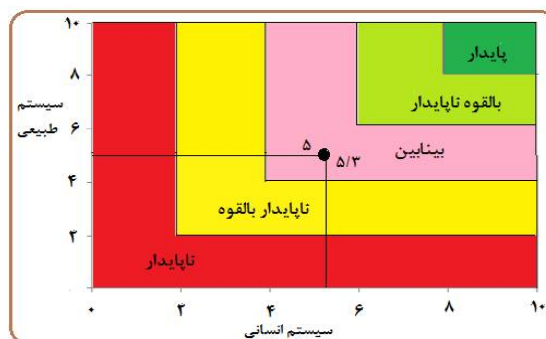 ۱۰
۸
سیستم
طبیعی
۶
۴
۲
پایدار
بالقوه ناپایدار
بینابین
۵
۵/۳
ناپایدار بالقوه
ناپایدار
۰
۲
۴
۶
۸
۱۰
سیستم انسانی